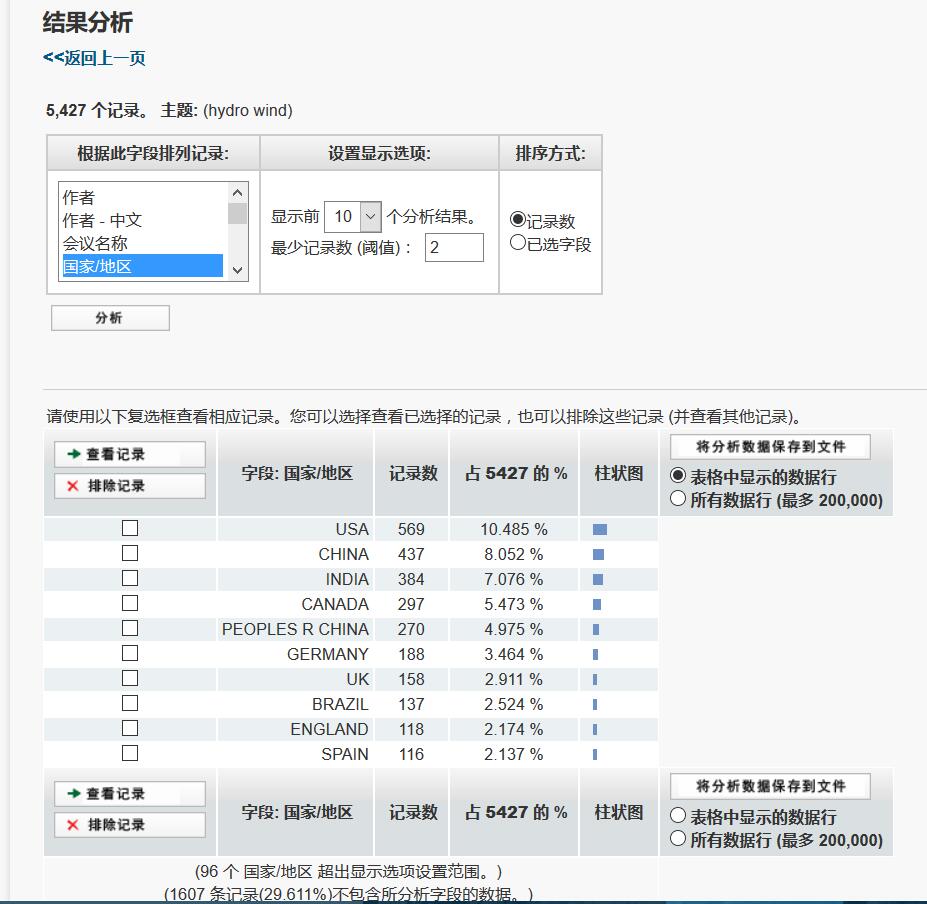 结果分析
<<返回上一页
5,427 个记录。 主题: (hydro wind)
根据此字段排列记录: 设置显示选项: 排序方式:
作者
作者 - 中文
会议名称
国家/地区
显示前 10 个分析结果。
最少记录数 (阈值)： 2
记录数
已选字段
分析
请使用以下复选框查看相应记录。您可以选择查看已选择的记录，也可以排除这些记录 (并查看其他记录)。
查看记录
排除记录
字段: 国家/地区 记录数 占 5427 的 % 柱状图
将分析数据保存到文件
表格中显示的数据行
所有数据行 (最多 200,000)
USA 569 10.485 %
CHINA 437 8.052 %
INDIA 384 7.076 %
CANADA 297 5.473 %
PEOPLES R CHINA 270 4.975 %
GERMANY 188 3.464 %
UK 158 2.911 %
BRAZIL 137 2.524 %
ENGLAND 118 2.174 %
SPAIN 116 2.137 %
查看记录
排除记录
字段: 国家/地区 记录数 占 5427 的 % 柱状图
将分析数据保存到文件
表格中显示的数据行
所有数据行 (最多 200,000)
(96 个 国家/地区 超出显示选项设置范围。)
(1607 条记录(29.611%)不包含所分析字段的数据。)